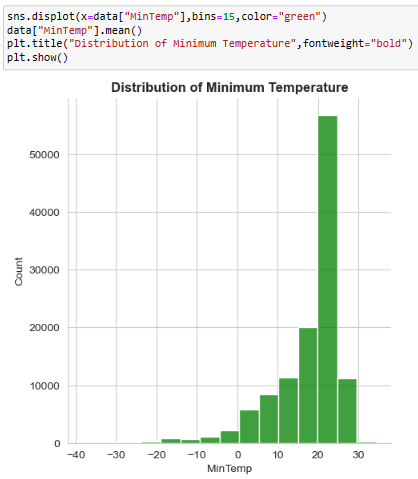 sns.displot(x=data["MinTemp"],bins=15,color="green")
data["MinTemp"].mean()
plt.title("Distribution of Minimum Temperature",fontweight="bold")
plt.show()
Distribution of Minimum Temperature
50000
40000
30000
20000
10000
0
Count
−40 −30 −20 −10 0 10 20 30
MinTemp